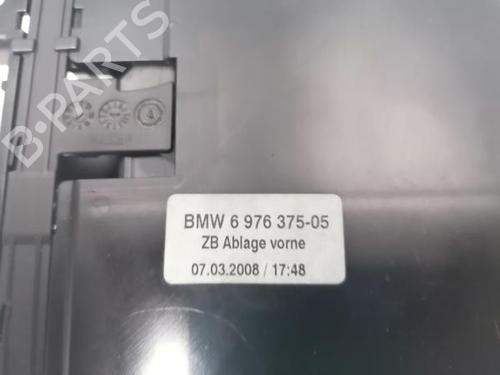 B-PARTS
BMW 6 976 375-05
ZB Ablage vorne
07.03.2008 / 17:48